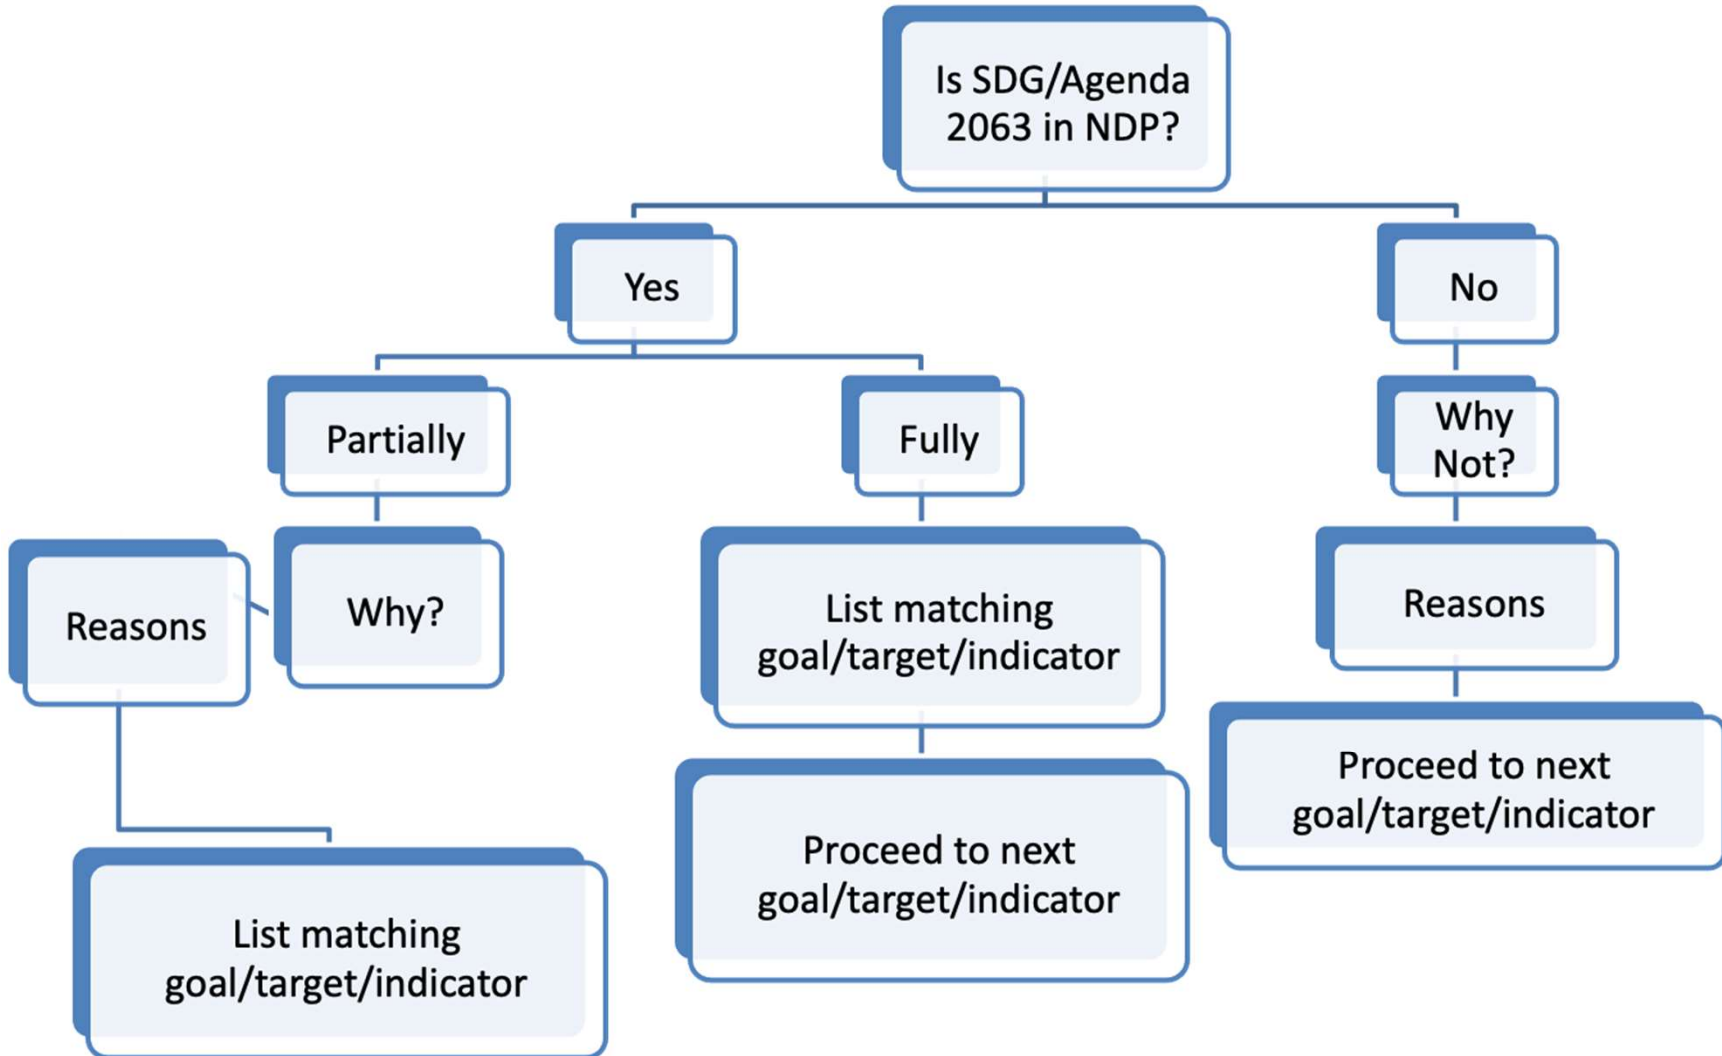 Is SDG/Agenda
2063 in NDP?
Yes
No
Partially
Fully
Why
Not?
Reasons
Why?
List matching
goal/target/indicator
Reasons
Proceed to next
goal/target/indicator
Proceed to next
goal/target/indicator
List matching
goal/target/indicator